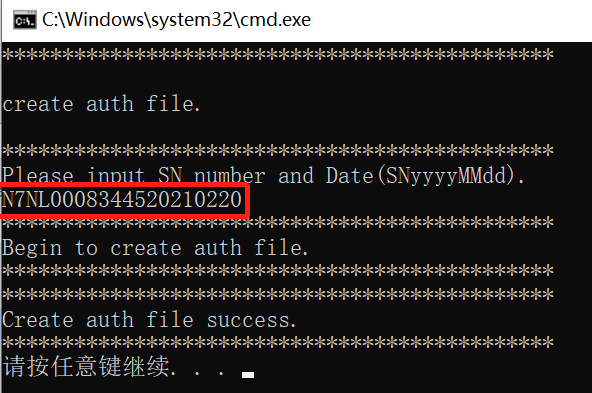 C:\Windows\system32\cmd.exe
**********************************************
create auth file.
**********************************************
Please input SN number and Date(SNyyyyMMdd).
N7NL0008344520210220
**********************************************
Begin to create auth file.
**********************************************
**********************************************
Create auth file success.
**********************************************
请按任意键继续. . .